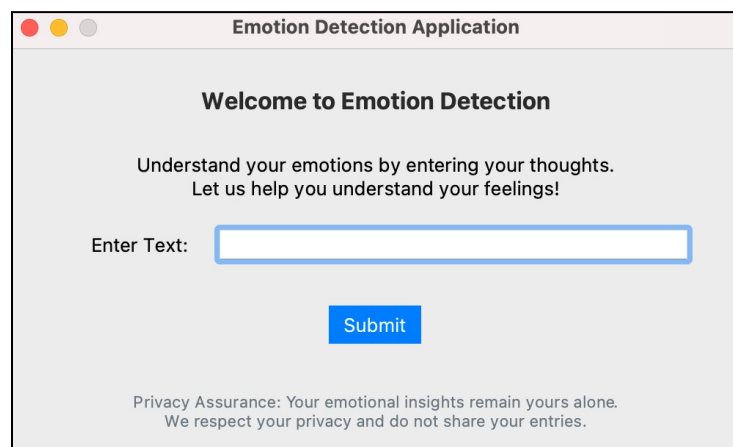 Emotion Detection Application
Welcome to Emotion Detection
Understand your emotions by entering your thoughts.
Let us help you understand your feelings!
Enter Text:
Submit
Privacy Assurance: Your emotional insights remain yours alone.
We respect your privacy and do not share your entries.